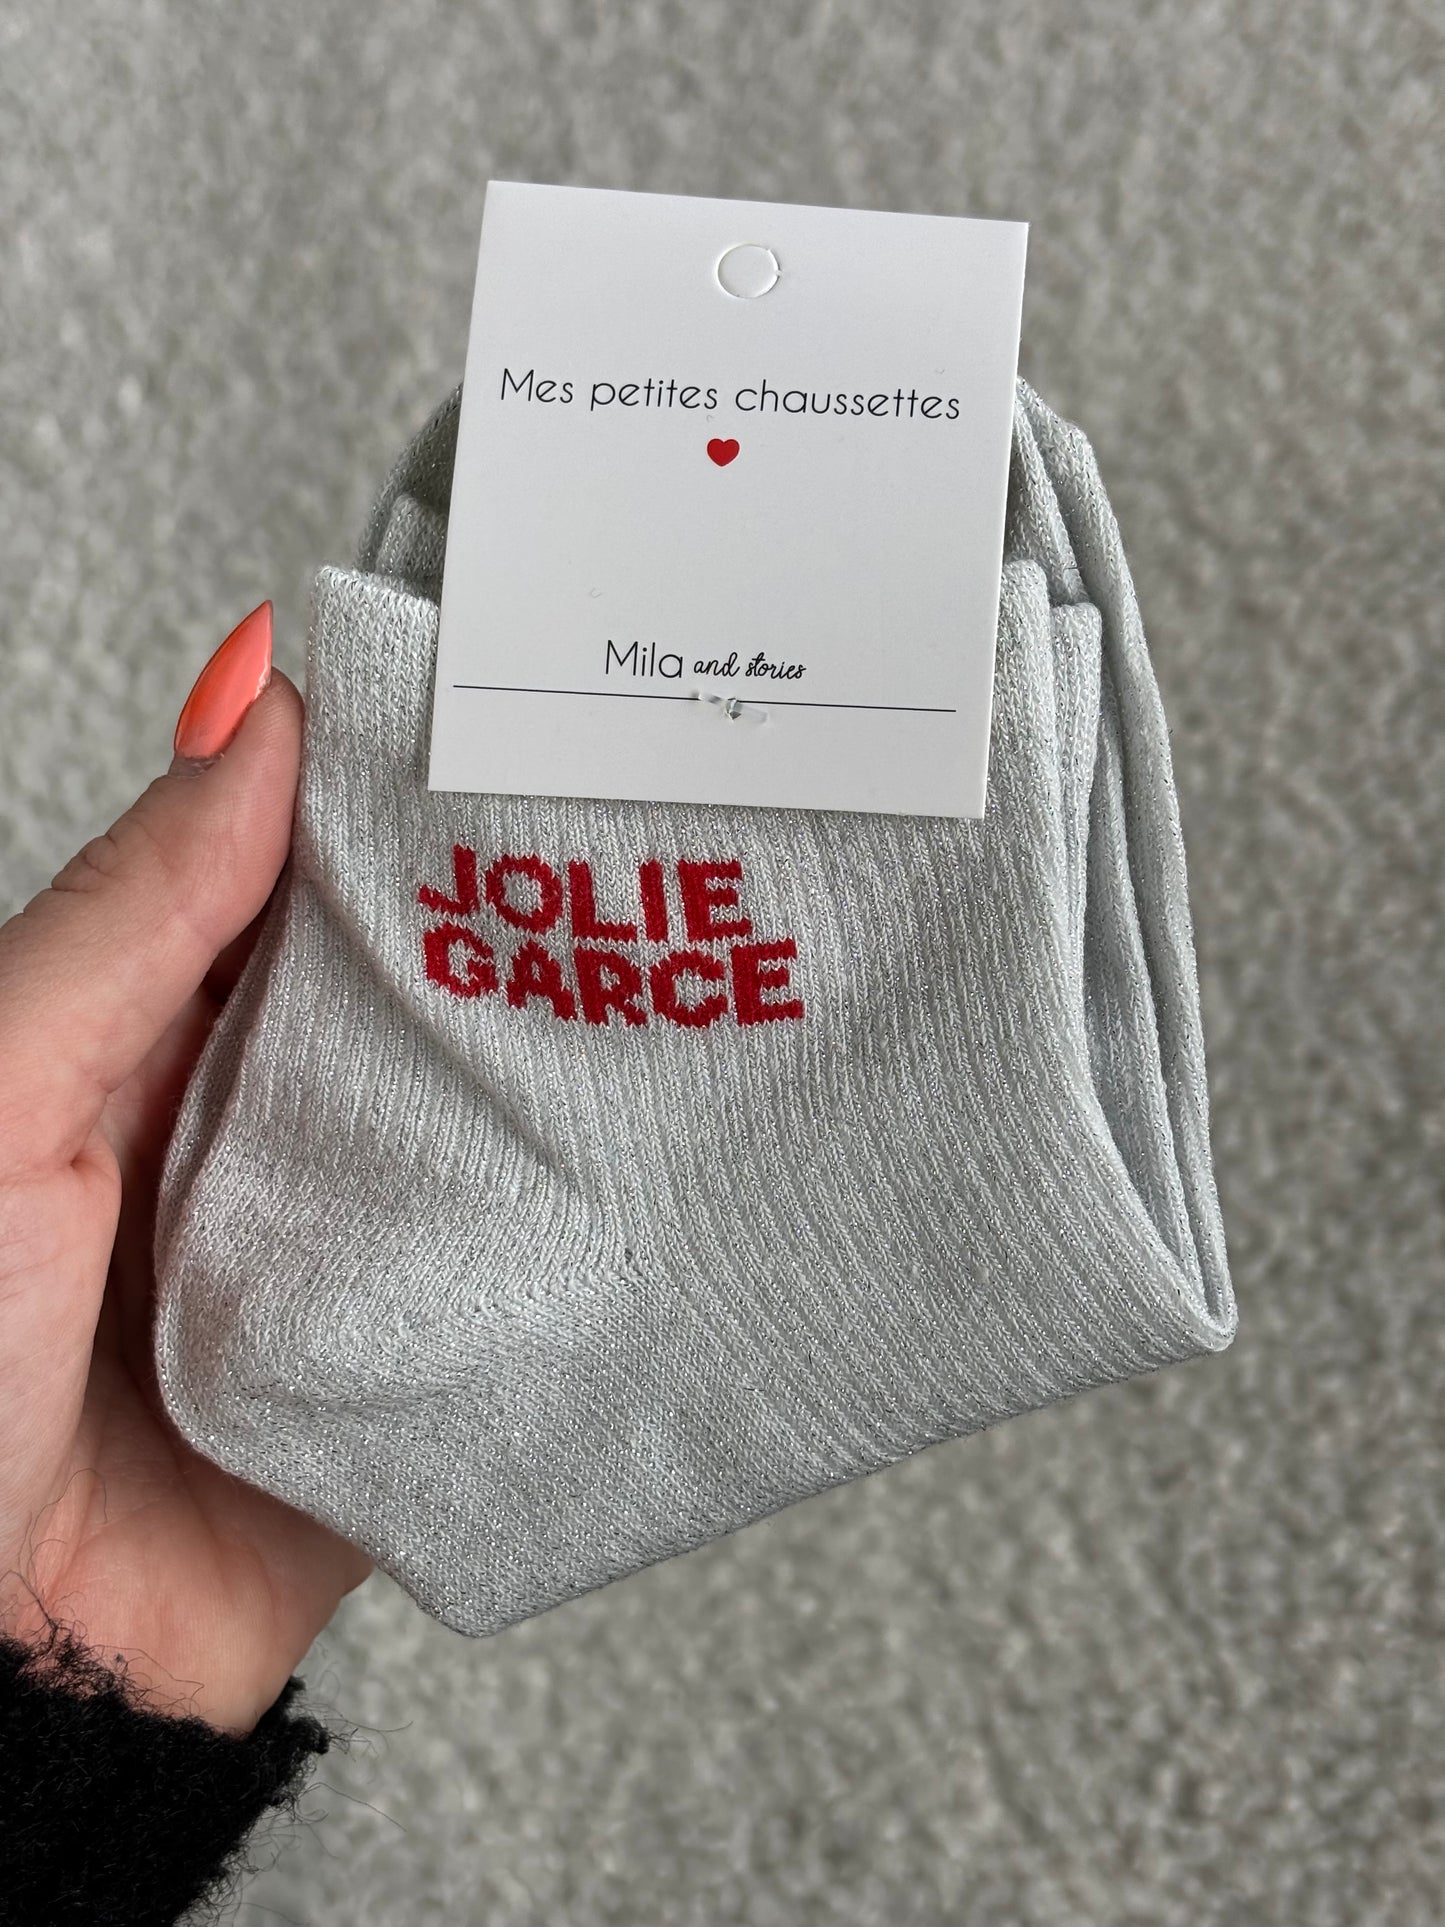 Mes petites chaussettes
Mila and stories
JOLIE
GARCE